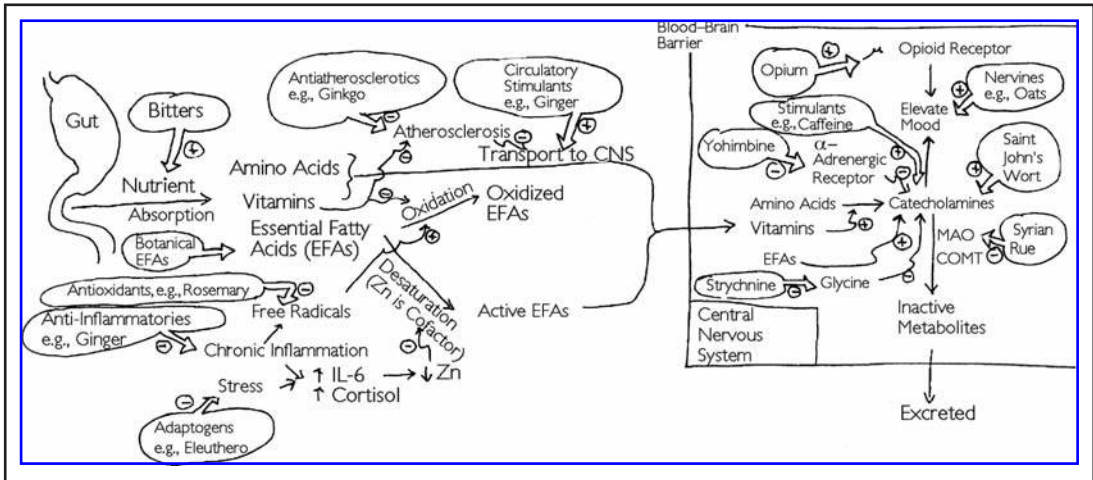 Gut
Bitters
Nutrient
Absorption
Botanical
EFAs
Antiatherosclerotics
e.g., Ginkgo
Circulatory
Stimulants
e.g., Ginger
Atherosclerosis
Transport to CNS
Amino Acids
Vitamins
Essential Fatty
Acids (EFAs)
Oxidation
Oxidized
EFAs
Desaturation
(Zn is
Cofactor)
Active EFAs
Antioxidants, e.g., Rosemary
Free Radicals
Anti-Inflammatories
e.g., Ginger
Chronic Inflammation
Stress
↑ IL-6
↑ Cortisol
↓ Zn
Adaptogens
e.g., Eleuthero
Blood–Brain
Barrier
Opium
μ Opioid Receptor
Nervines
e.g., Oats
Elevate
Mood
Stimulants
e.g., Caffeine
Yohimbine
α–
Adrenergic
Receptor
Saint
John's
Wort
Amino Acids
Catecholamines
Vitamins
MAO
COMT
Syrian
Rue
EFAs
Strychnine
Glycine
Inactive
Metabolites
Central
Nervous
System
Excreted